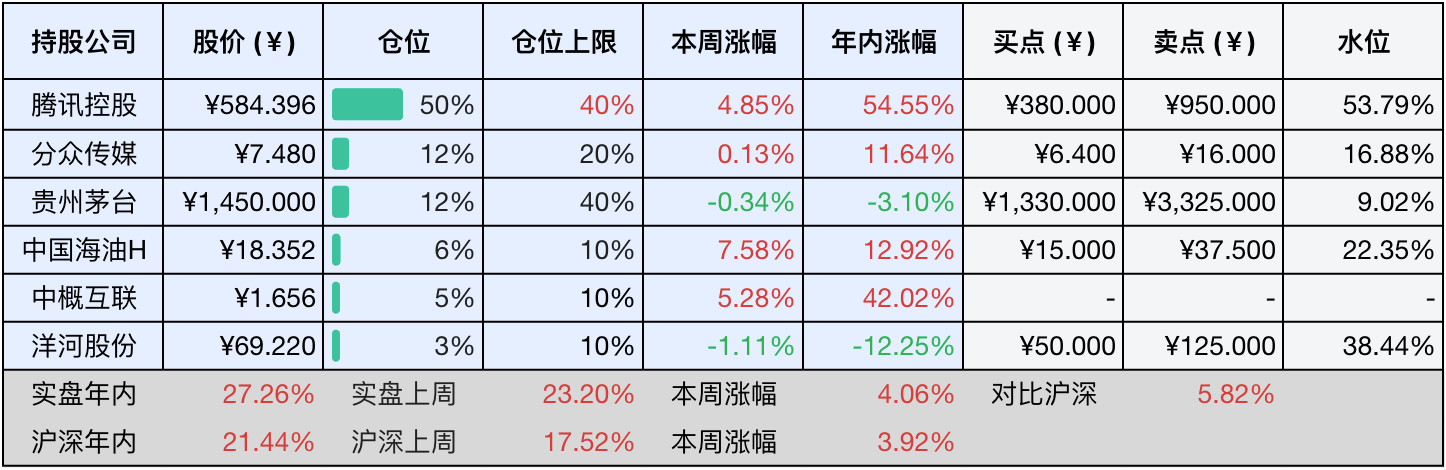 持股公司 股价 (¥) 仓位 仓位上限 本周涨幅 年内涨幅 买点 (¥) 卖点 (¥) 水位
腾讯控股 ¥584.396 50% 40% 4.85% 54.55% ¥380.000 ¥950.000 53.79%
分众传媒 ¥7.480 12% 20% 0.13% 11.64% ¥6.400 ¥16.000 16.88%
贵州茅台 ¥1,450.000 12% 40% -0.34% -3.10% ¥1,330.000 ¥3,325.000 9.02%
中国海油H ¥18.352 6% 10% 7.58% 12.92% ¥15.000 ¥37.500 22.35%
中概互联 ¥1.656 5% 10% 5.28% 42.02% - - -
洋河股份 ¥69.220 3% 10% -1.11% -12.25% ¥50.000 ¥125.000 38.44%
实盘年内 27.26% 实盘上周 23.20% 本周涨幅 4.06% 对比沪深 5.82%
沪深年内 21.44% 沪深上周 17.52% 本周涨幅 3.92%